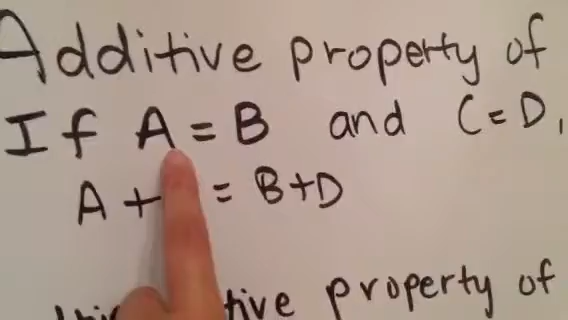 Additive property of
If A = B and C = D,
A + = B + D
tive property of